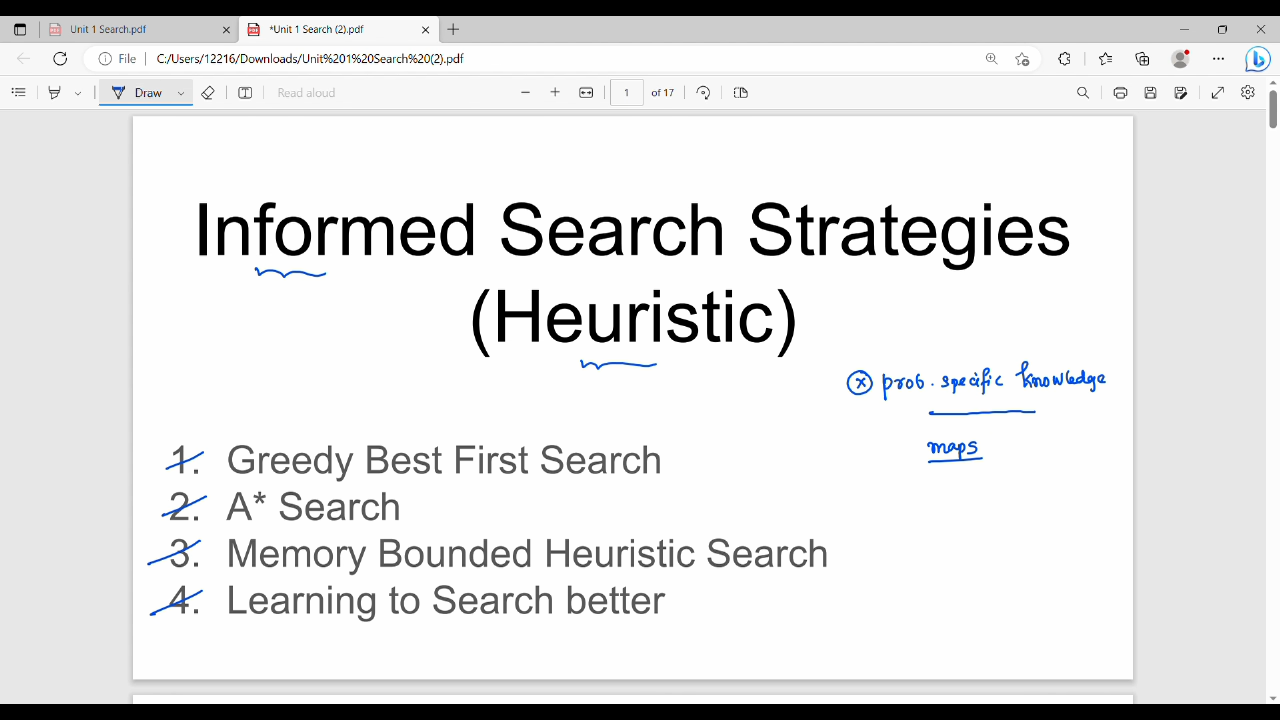 Unit 1 Search.pdf
*Unit 1 Search (2).pdf
File
C:/Users/12216/Downloads/Unit%201%20Search%20(2).pdf
Draw
Read aloud
1
of 17
Informed Search Strategies
(Heuristic)
prob. specific knowledge
maps
1. Greedy Best First Search
2. A* Search
3. Memory Bounded Heuristic Search
4. Learning to Search better